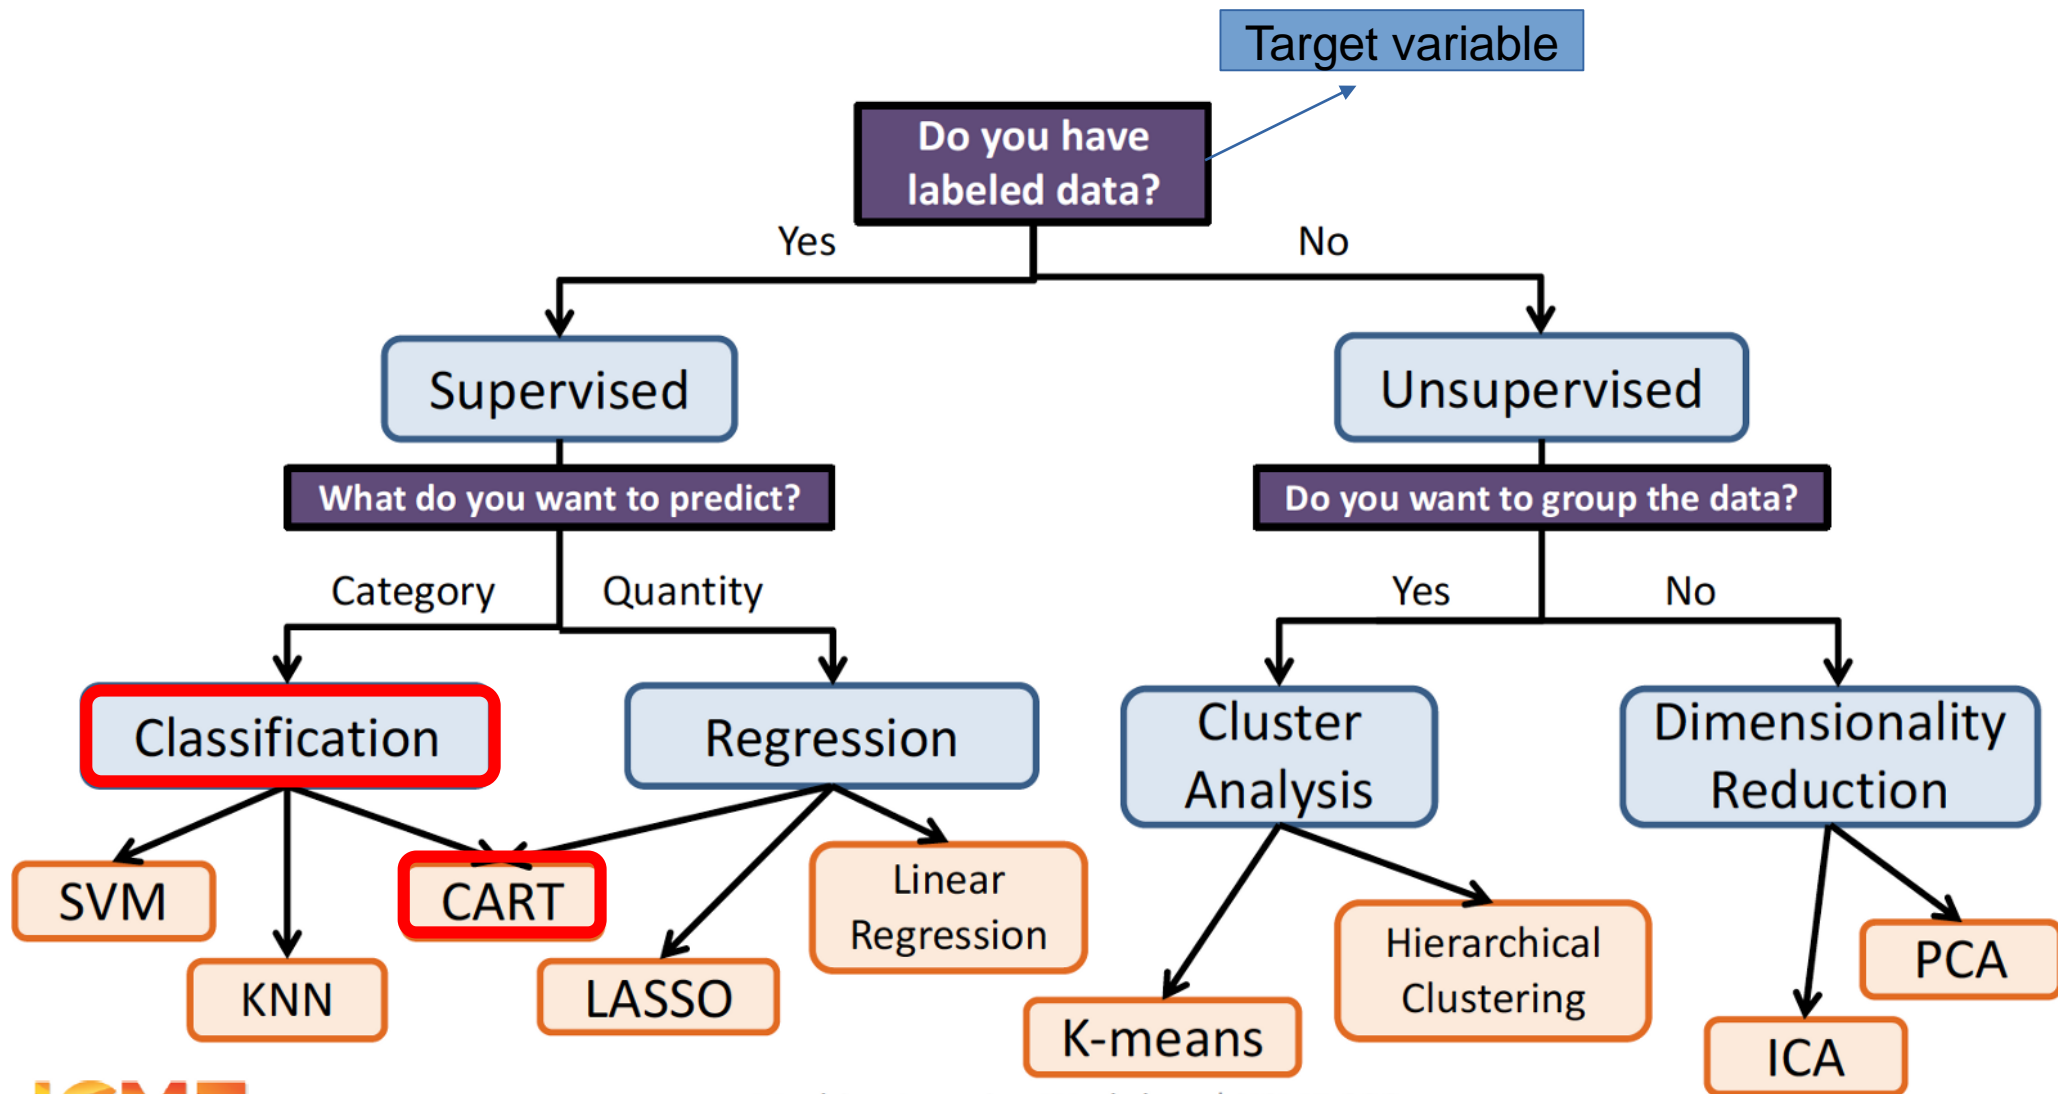 Target variable
Do you have
labeled data?
Yes
No
Supervised
Unsupervised
What do you want to predict?
Do you want to group the data?
Category
Quantity
Yes
No
Classification
Regression
Cluster
Analysis
Dimensionality
Reduction
SVM
CART
Linear
Regression
KNN
LASSO
K-means
Hierarchical
Clustering
PCA
ICA